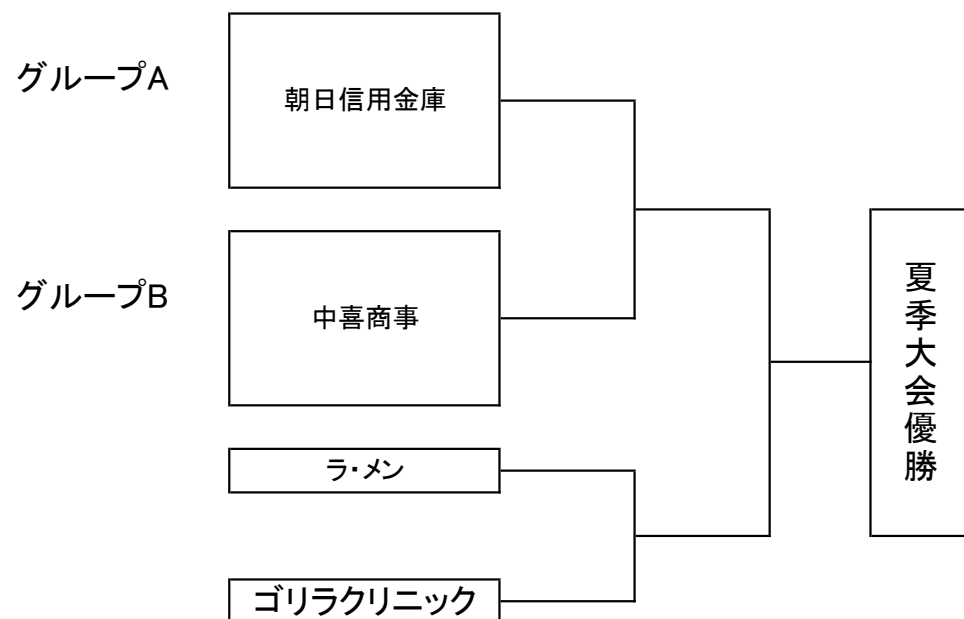 グループA
朝日信用金庫
グループB
中喜商事
ラ・メン
ゴリラクリニック
夏季大会優勝